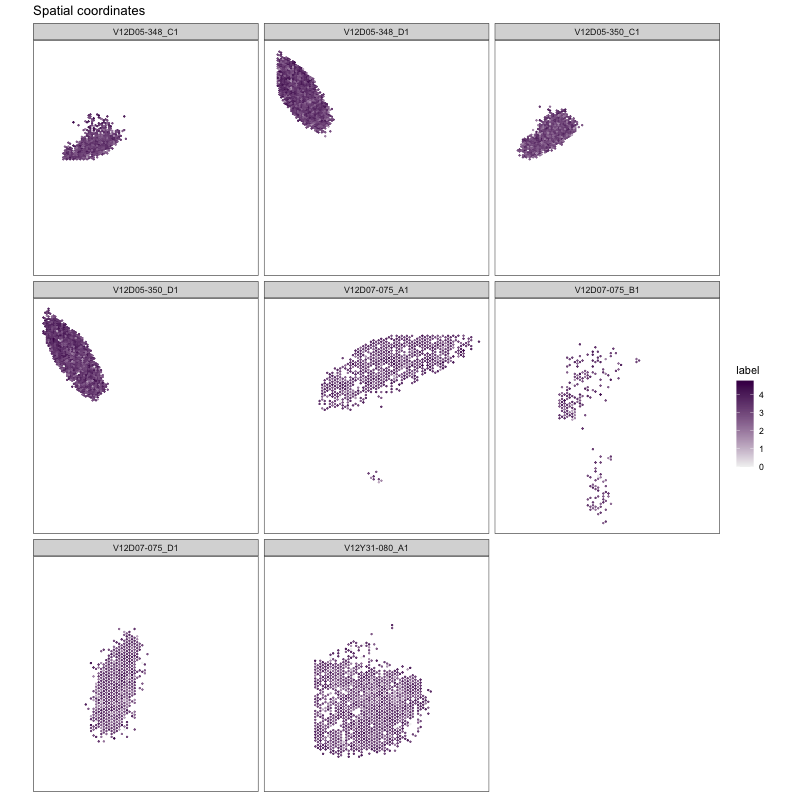 Spatial coordinates
V12D05-348_C1
V12D05-348_D1
V12D05-350_C1
V12D05-350_D1
V12D07-075_A1
V12D07-075_B1
label
4
3
2
1
0
V12D07-075_D1
V12Y31-080_A1